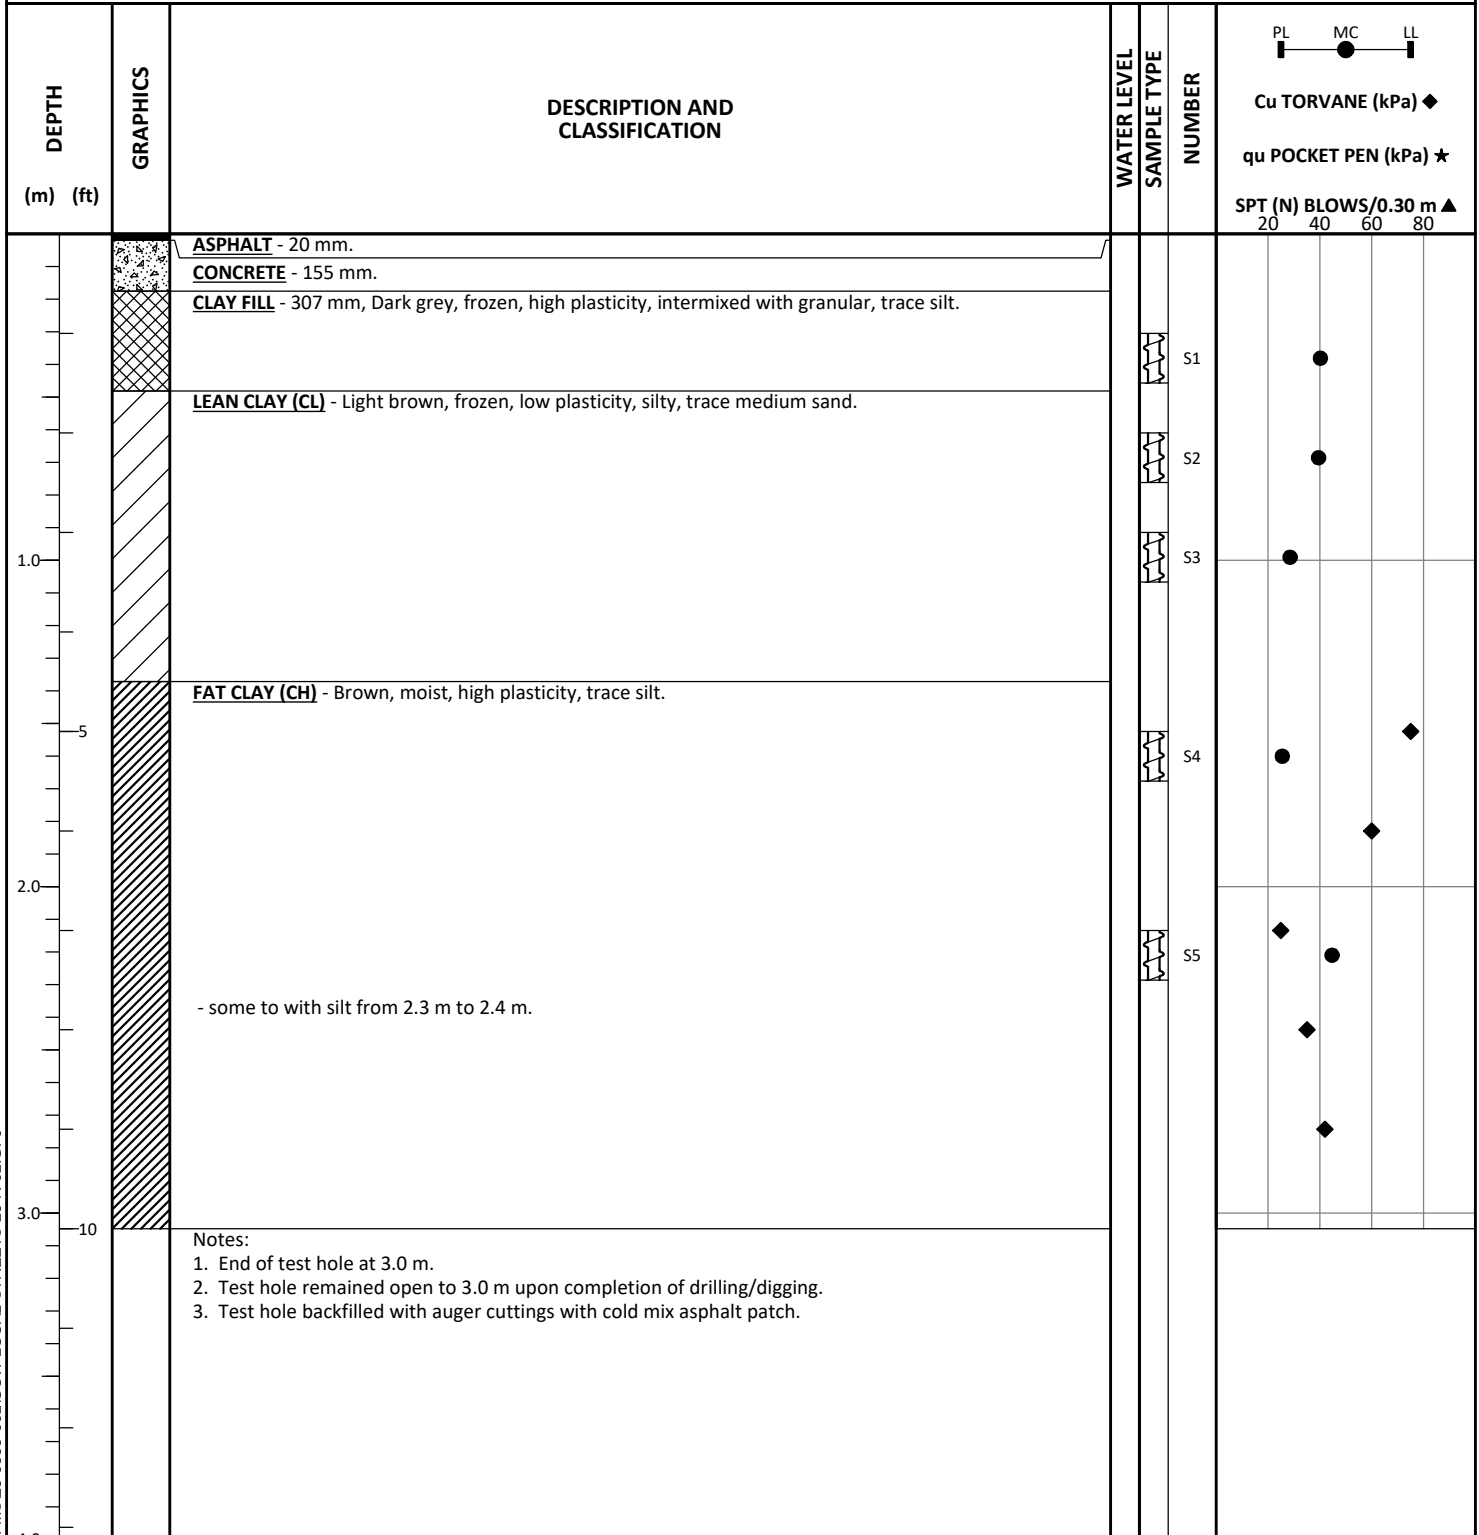 DEPTH
(m) (ft)
GRAPHICS
DESCRIPTION AND
CLASSIFICATION
WATER LEVEL
SAMPLE TYPE
NUMBER
PL MC LL
Cu TORVANE (kPa) ◆
qu POCKET PEN (kPa) ★
SPT (N) BLOWS/0.30 m ▲
20 40 60 80
ASPHALT - 20 mm.
CONCRETE - 155 mm.
CLAY FILL - 307 mm, Dark grey, frozen, high plasticity, intermixed with granular, trace silt.
S1
LEAN CLAY (CL) - Light brown, frozen, low plasticity, silty, trace medium sand.
S2
1.0
S3
FAT CLAY (CH) - Brown, moist, high plasticity, trace silt.
5
S4
2.0
S5
- some to with silt from 2.3 m to 2.4 m.
3.0
10
Notes:
1. End of test hole at 3.0 m.
2. Test hole remained open to 3.0 m upon completion of drilling/digging.
3. Test hole backfilled with auger cuttings with cold mix asphalt patch.